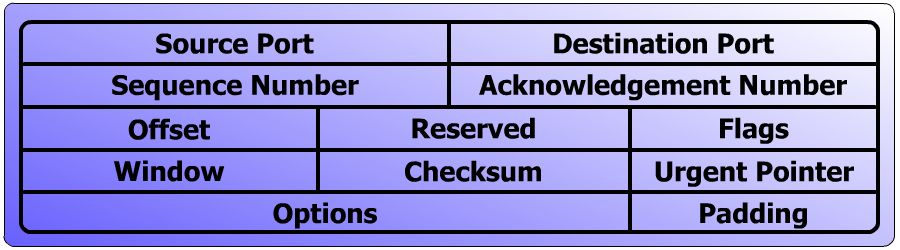 Source Port Destination Port
Sequence Number Acknowledgement Number
Offset Reserved Flags
Window Checksum Urgent Pointer
Options Padding